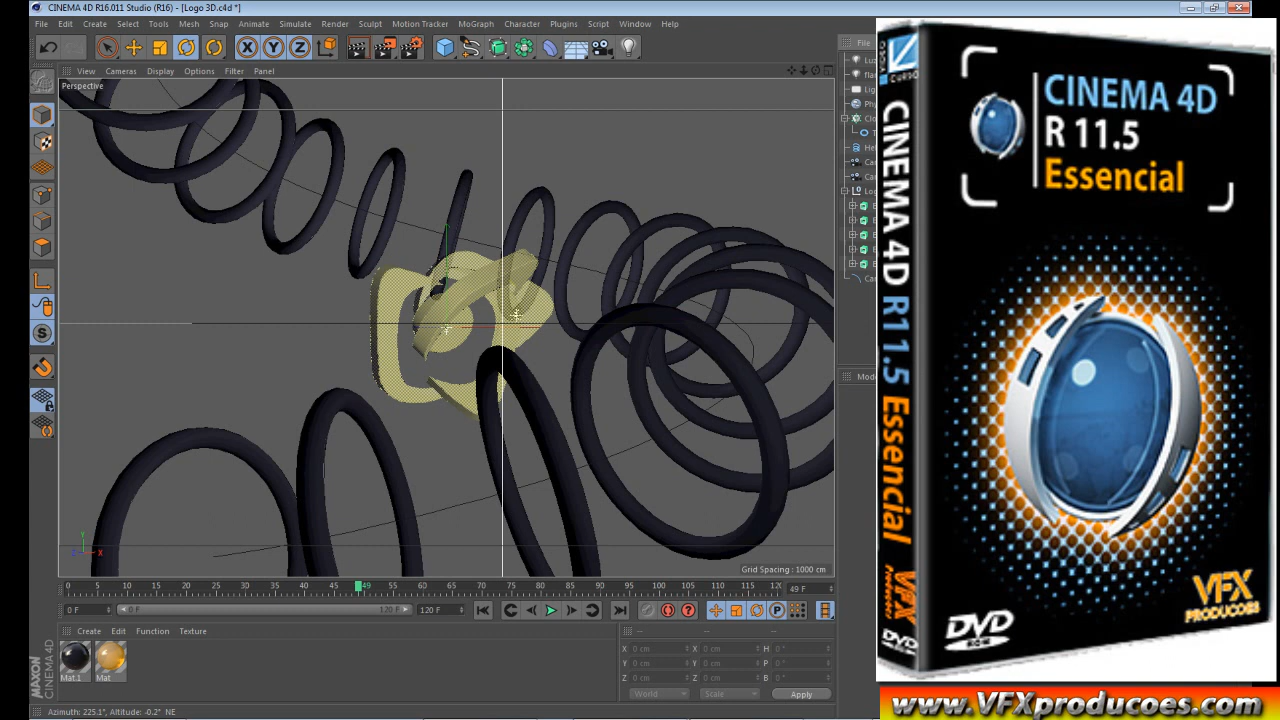 CINEMA 4D R16.011 Studio (R16) - [Logo 3D.c4d *]
File Edit Create Select Tools Mesh Snap Animate Simulate Render Sculpt Motion Tracker MoGraph Character Plugins Script Window Help
X Y Z
File
View Cameras Display Options Filter Panel
Perspective
Mode
Y
X
Grid Spacing : 1000 cm
0 5 10 15 20 25 30 35 40 45 49 55 60 65 70 75 80 85 90 95 100 105 110 115 49 F
0 F 0 F 120 F 120 F
Create Edit Function Texture
Mat.1 Mat
X 0 cm X 0 cm H 0 °
Y 0 cm Y 0 cm P 0 °
Z 0 cm Z 0 cm B 0 °
World Scale Apply
MAXON
CINEMA 4D
Azimuth: 225.1°, Altitude: -0.2° NE
CURSO
CINEMA 4D R11.5 Essencial
VFX
DVD
CINEMA 4D
R 11.5
Essencial
VFX
PRODUCOES
DVD
ROM
www.VFXproducoes.com